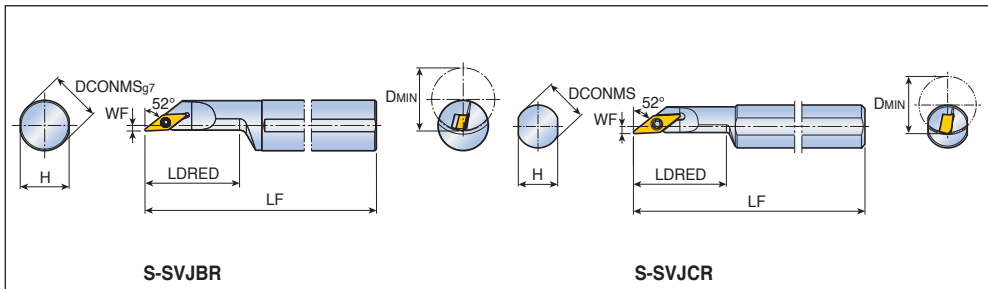 DCONMSg7
52°
WF
H
LDRED
LF
DMIN
S-SVJBR
DCONMS
52°
WF
H
LDRED
LF
DMIN
S-SVJCR